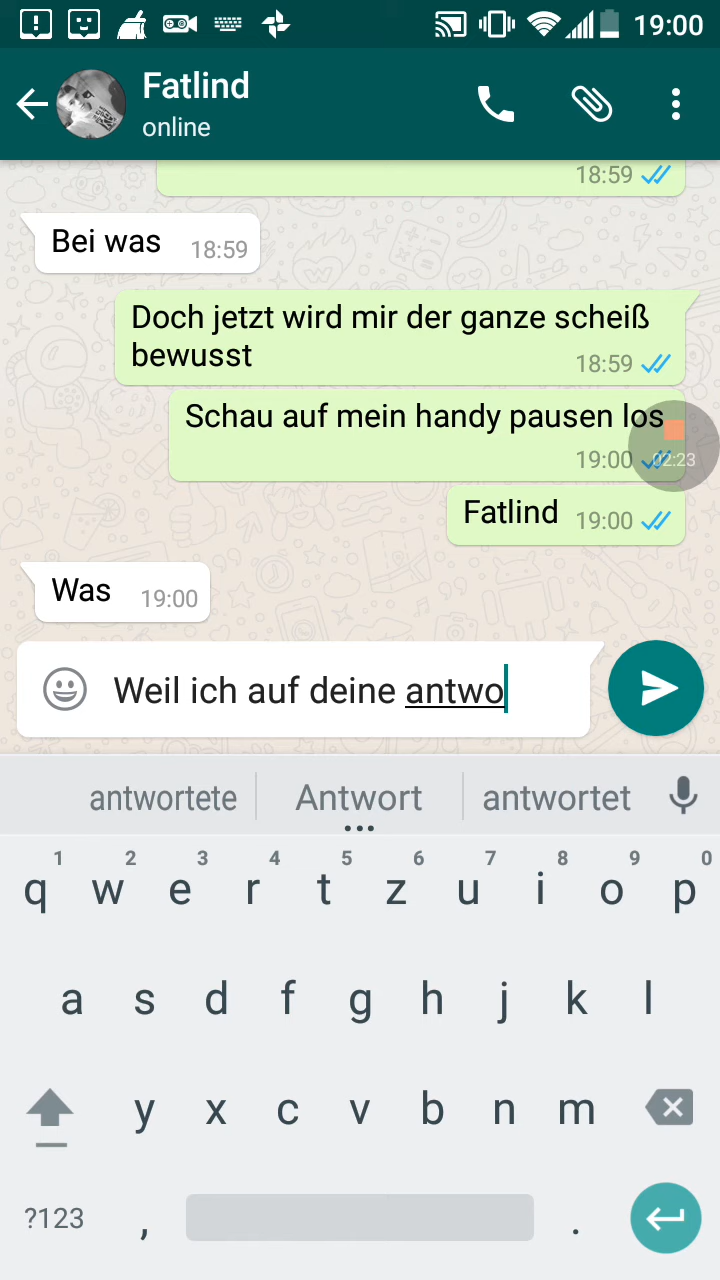 19:00
Fatlind
online
18:59
Bei was 18:59
Doch jetzt wird mir der ganze scheiß
bewusst 18:59
Schau auf mein handy pausen los
19:00 02:23
Fatlind 19:00
Was 19:00
Weil ich auf deine antwo
antwortete Antwort antwortet
1 2 3 4 5 6 7 8 9 0
q w e r t z u i o p
a s d f g h j k l
y x c v b n m
?123 , .